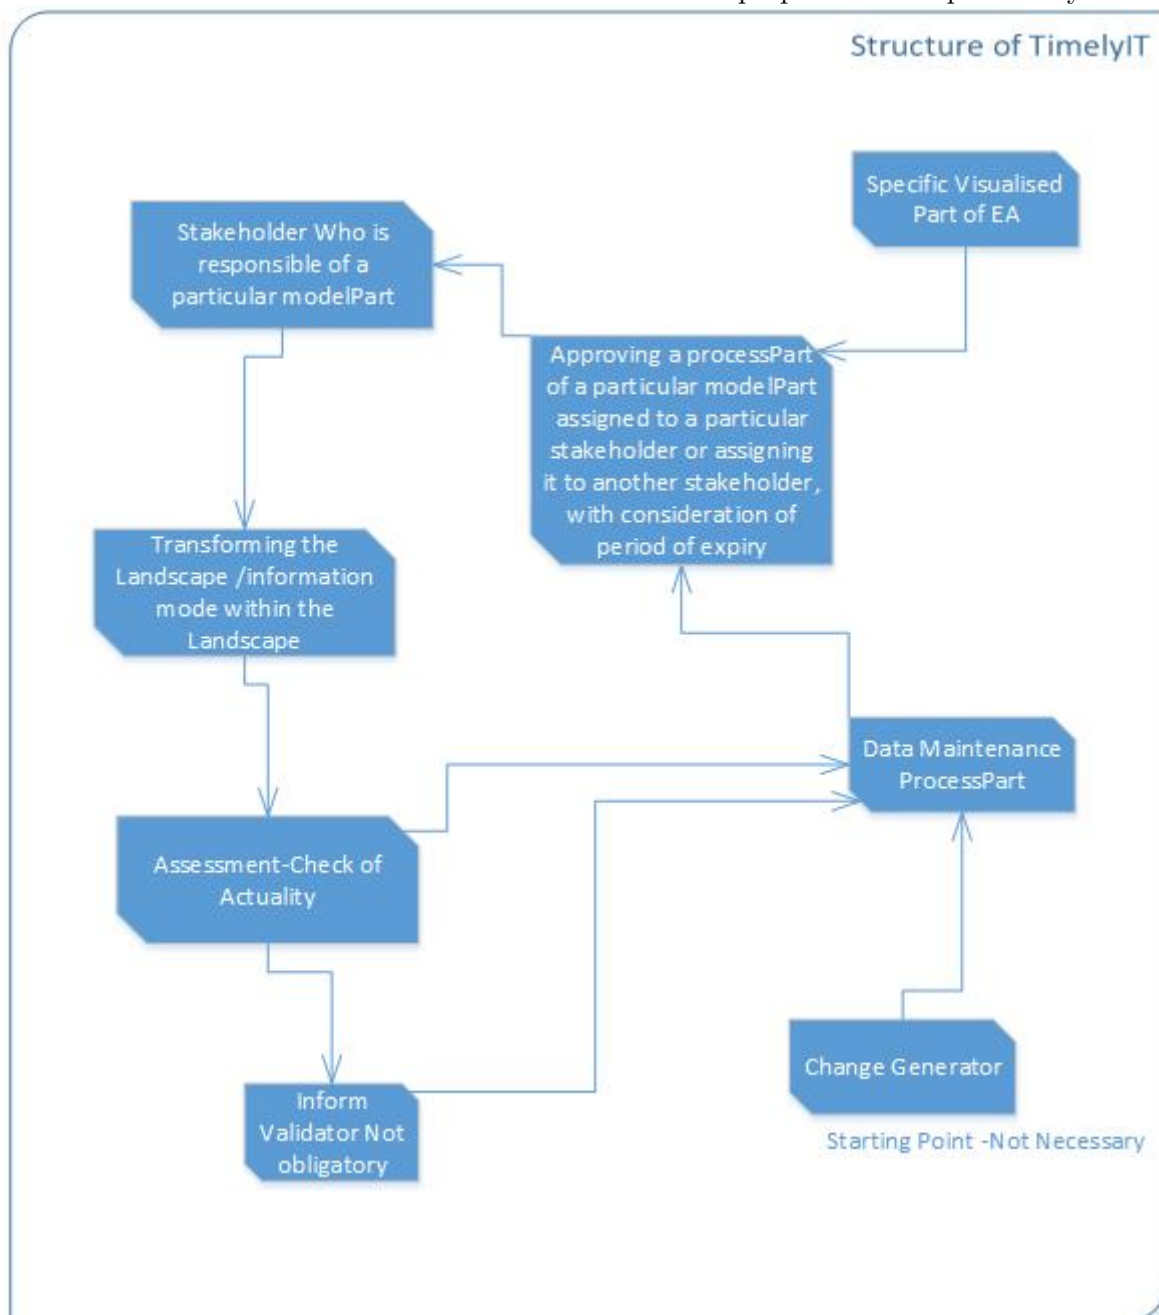 Structure of TimelyIT
Specific Visualised
Part of EA
Stakeholder Who is
responsible of a
particular modelPart
Approving a processPart
of a particular modelPart
assigned to a particular
stakeholder or assigning
it to another stakeholder,
with consideration of
period of expiry
Transforming the
Landscape /information
mode within the
Landscape
Data Maintenance
ProcessPart
Assessment-Check of
Actuality
Change Generator
Starting Point -Not Necessary
Inform
Validator Not
obligatory